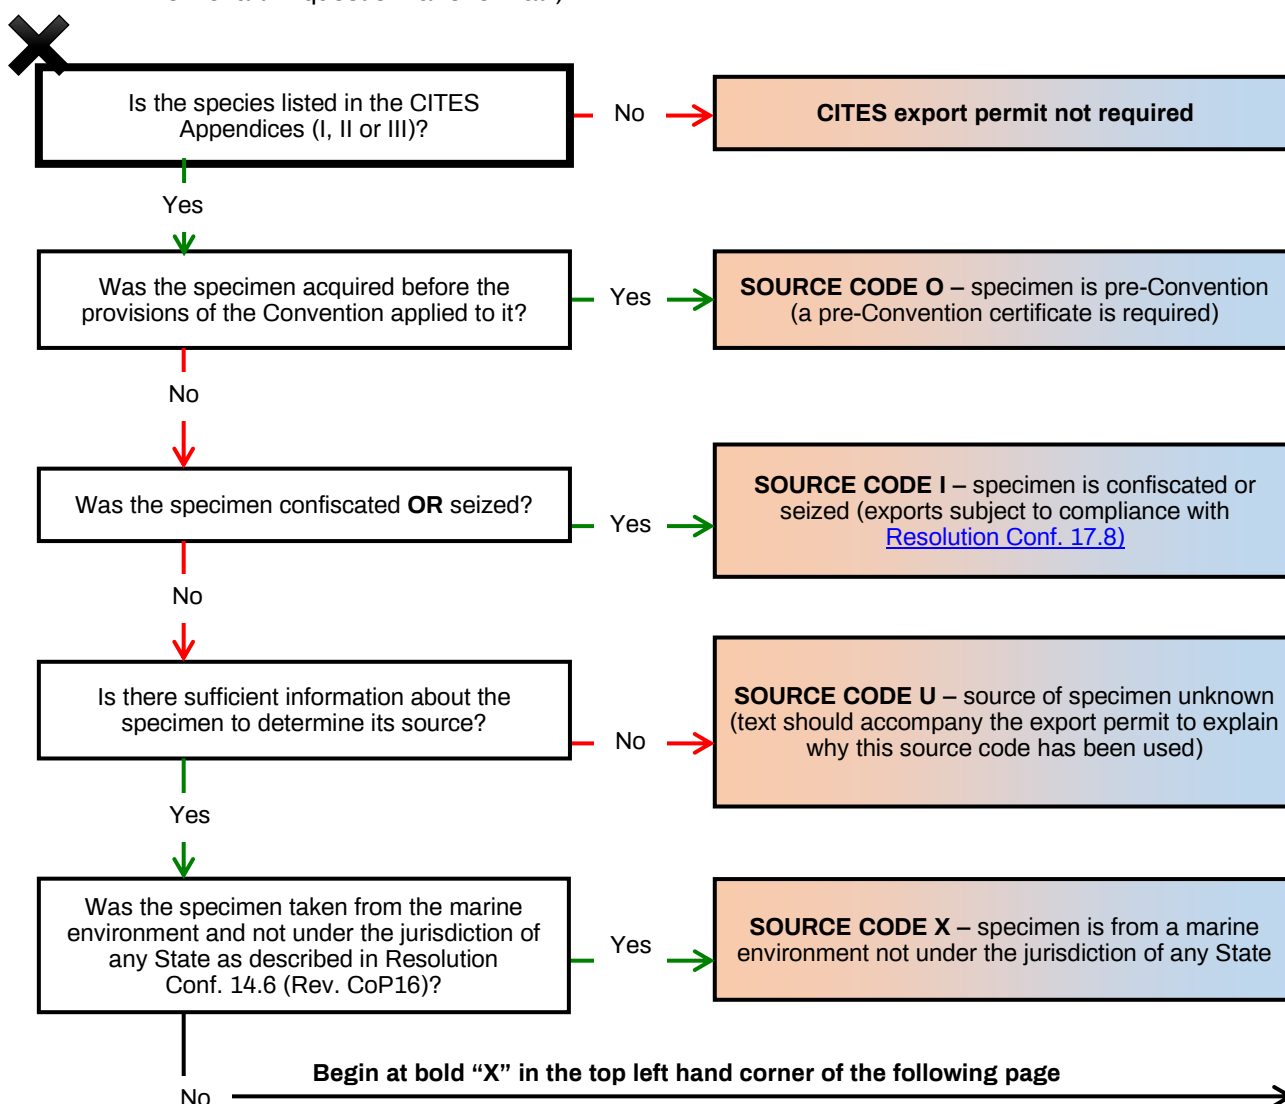 Is the species listed in the CITES
Appendices (I, II or III)?
No
CITES export permit not required
Yes
Was the specimen acquired before the
provisions of the Convention applied to it?
Yes
SOURCE CODE O – specimen is pre-Convention
(a pre-Convention certificate is required)
No
Was the specimen confiscated OR seized?
Yes
SOURCE CODE I – specimen is confiscated or
seized (exports subject to compliance with
Resolution Conf. 17.8)
No
Is there sufficient information about the
specimen to determine its source?
No
SOURCE CODE U – source of specimen unknown
(text should accompany the export permit to explain
why this source code has been used)
Yes
Was the specimen taken from the marine
environment and not under the jurisdiction of
any State as described in Resolution
Conf. 14.6 (Rev. CoP16)?
Yes
SOURCE CODE X – specimen is from a marine
environment not under the jurisdiction of any State
Begin at bold “X” in the top left hand corner of the following page
No